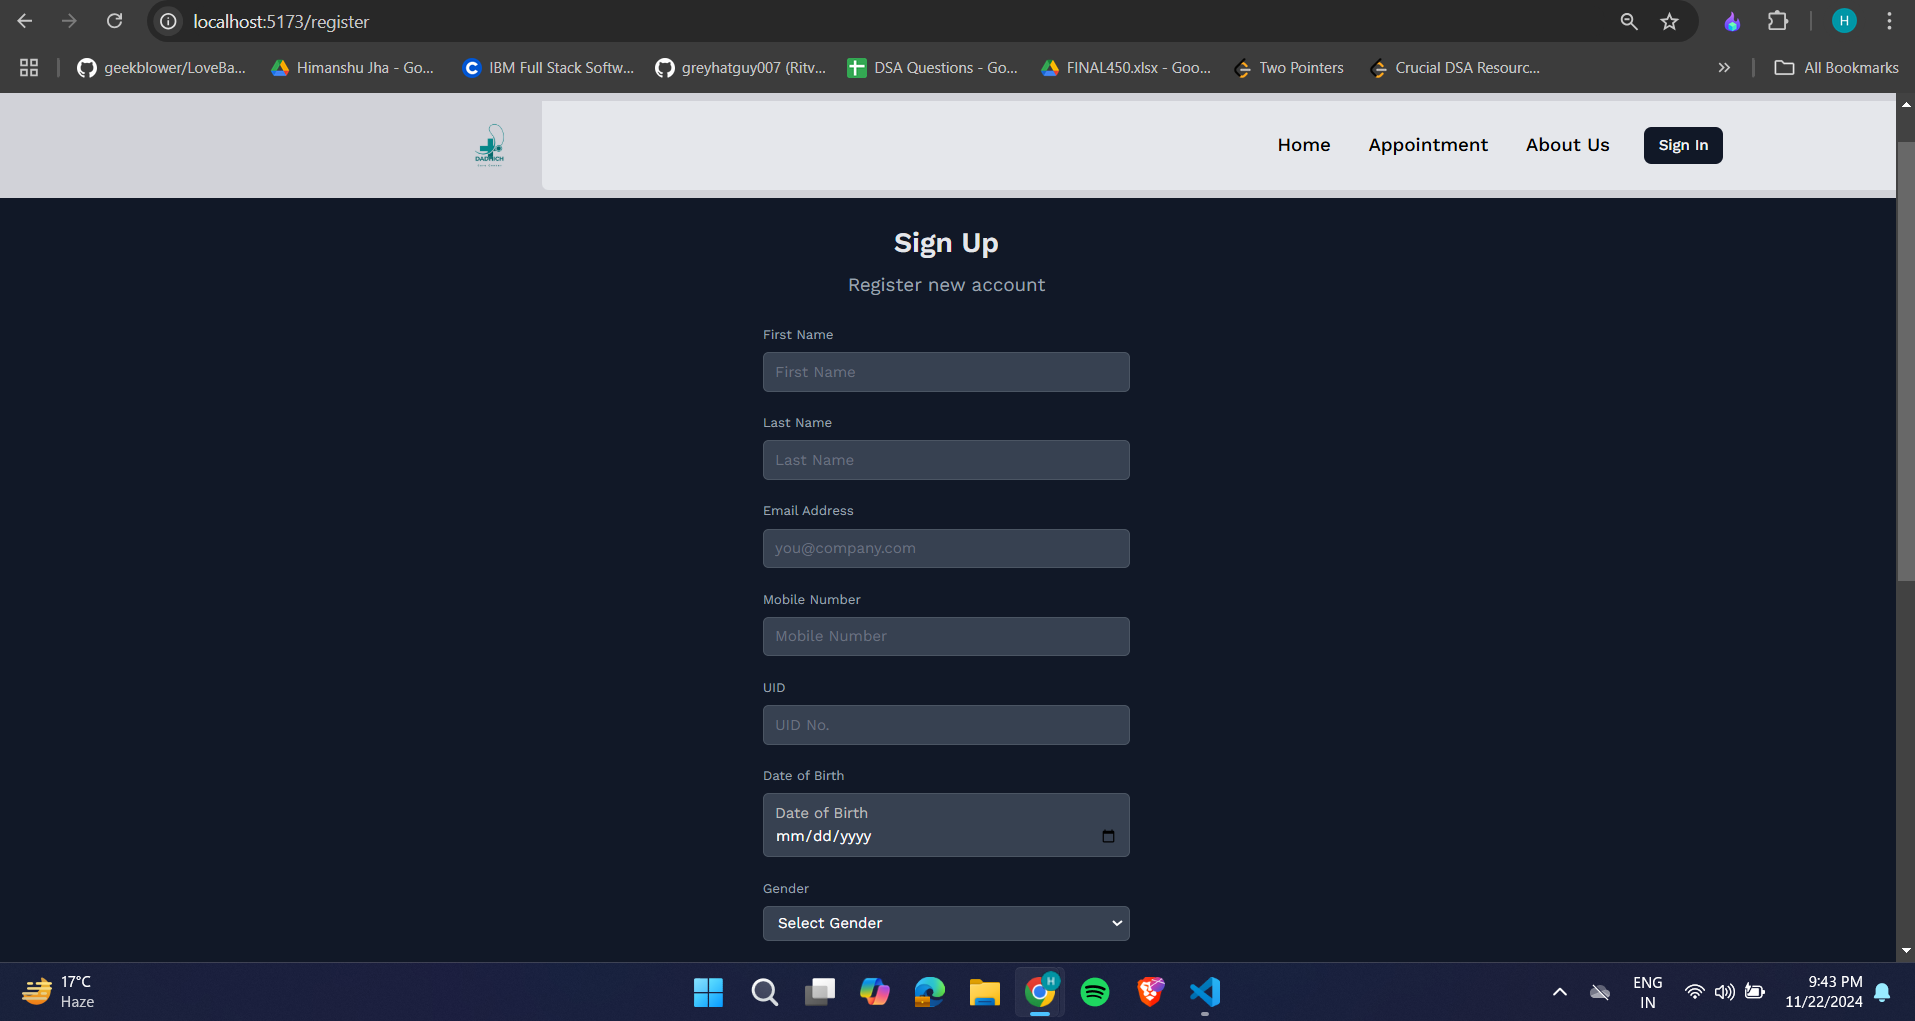 localhost:5173/register
H
geekblower/LoveBa...
Himanshu Jha - Go...
IBM Full Stack Softw...
greyhatguy007 (Ritv...
DSA Questions - Go...
FINAL450.xlsx - Goo...
Two Pointers
Crucial DSA Resourc...
All Bookmarks
DADHICH
Home
Appointment
About Us
Sign In
Sign Up
Register new account
First Name
First Name
Last Name
Last Name
Email Address
you@company.com
Mobile Number
Mobile Number
UID
UID No.
Date of Birth
Date of Birth
mm/dd/yyyy
Gender
Select Gender
17°C
Haze
H
ENG
IN
9:43 PM
11/22/2024